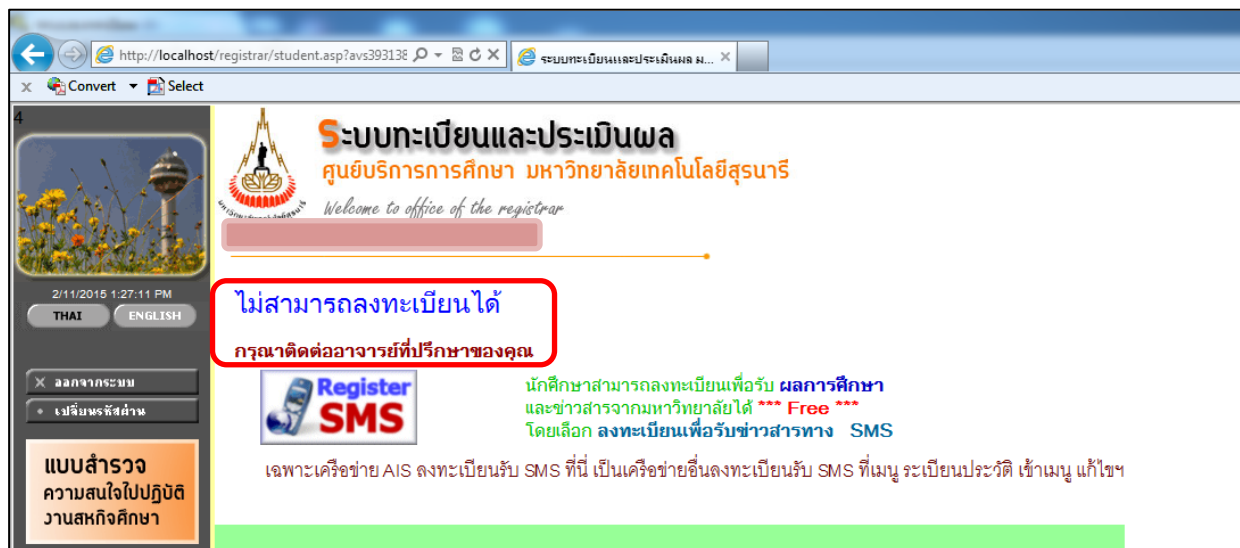 http://localhost/registrar/student.asp?avs393138
ระบบทะเบียนและประเมินผล ม...
x Convert Select
4
ระบบทะเบียนและประเมินผล
ศูนย์บริการการศึกษา มหาวิทยาลัยเทคโนโลยีสุรนารี
Welcome to office of the registrar
2/11/2015 1:27:11 PM
THAI ENGLISH
ไม่สามารถลงทะเบียนได้
กรุณาติดต่ออาจารย์ที่ปรึกษาของคุณ
ออกจากระบบ
เปลี่ยนรหัสผ่าน
Register
SMS
นักศึกษาสามารถลงทะเบียนเพื่อรับ ผลการศึกษา
และข่าวสารจากมหาวิทยาลัยได้ *** Free ***
โดยเลือก ลงทะเบียนเพื่อรับข่าวสารทาง SMS
แบบสำรวจ
ความสนใจไปปฏิบัติ
งานสหกิจศึกษา
เฉพาะเครือข่าย AIS ลงทะเบียนรับ SMS ที่นี่ เป็นเครือข่ายอื่นลงทะเบียนรับ SMS ที่เมนู ระเบียนประวัติ เข้าเมนู แก้ไขฯ